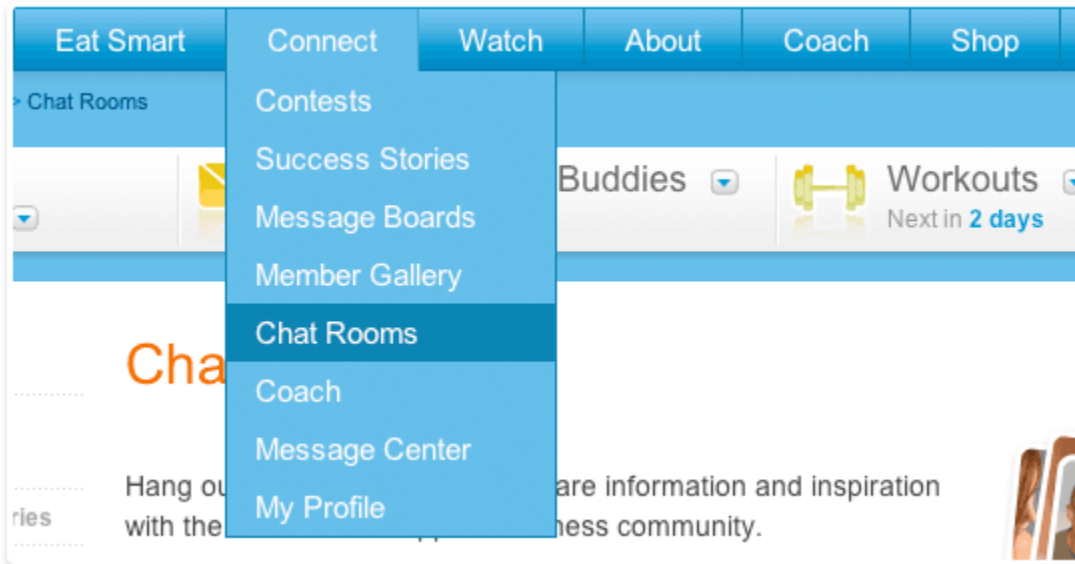 Eat Smart Connect Watch About Coach Shop
> Chat Rooms
Contests
Success Stories
Message Boards
Member Gallery
Chat Rooms
Coach
Message Center
My Profile
Buddies
Workouts
Next in 2 days
Cha
Hang ou are information and inspiration
with the ness community.
ries